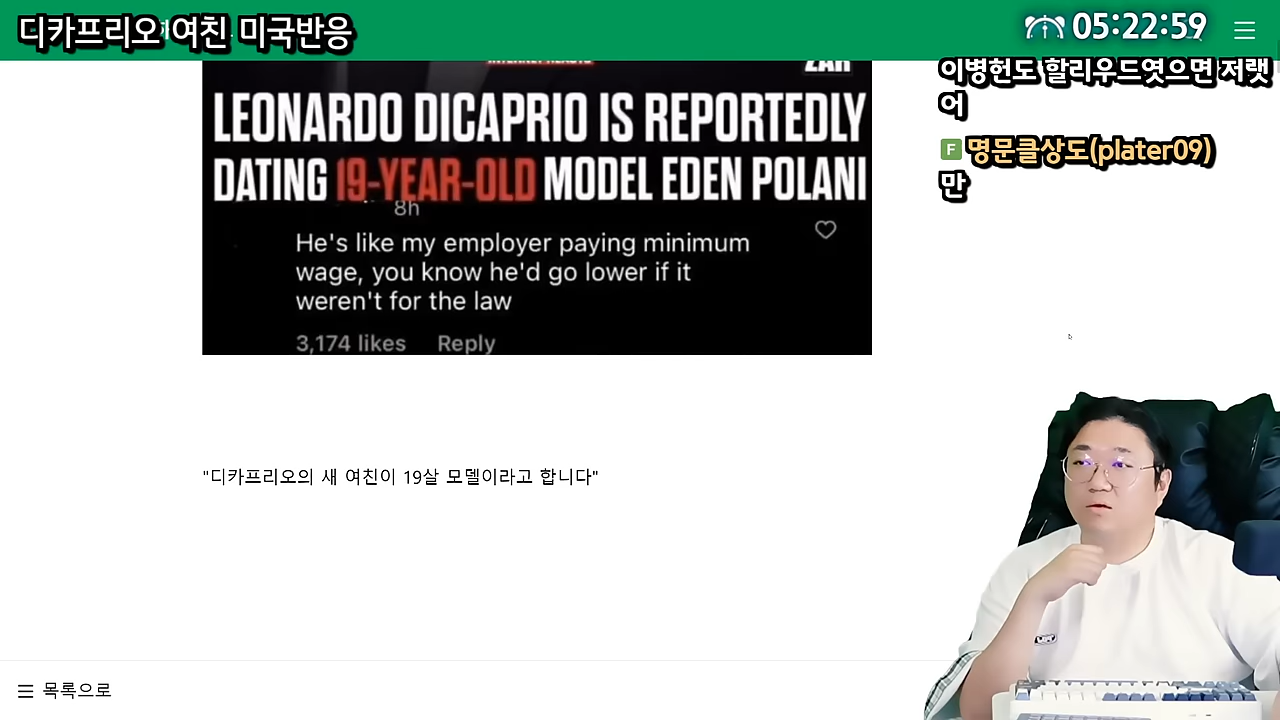 디카프리오 여친 미국반응
05:22:59
ZAH
LEONARDO DICAPRIO IS REPORTEDLY
DATING 19-YEAR-OLD MODEL EDEN POLANI
8h
He's like my employer paying minimum
wage, you know he'd go lower if it
weren't for the law
3,174 likes Reply
"디카프리오의 새 여친이 19살 모델이라고 합니다"
이병헌도 할리우드엿으면 저랫
어
F 명문클상도(plater09)
만
목록으로